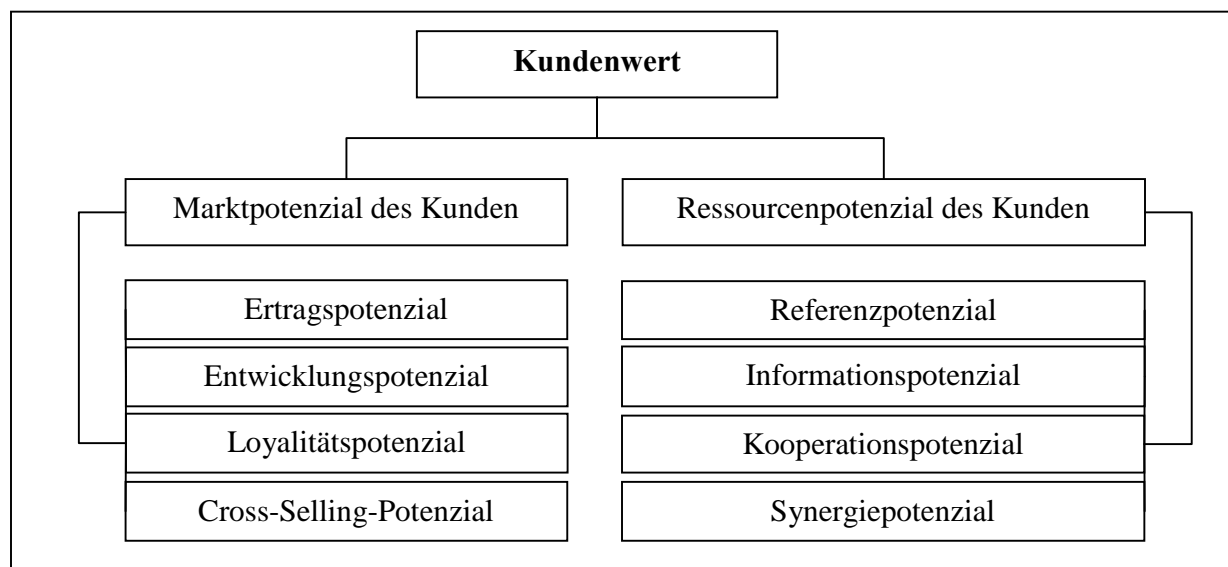 Kundenwert
Marktpotenzial des Kunden
Ertragspotenzial
Entwicklungspotenzial
Loyalitätspotenzial
Cross-Selling-Potenzial
Ressourcenpotenzial des Kunden
Referenzpotenzial
Informationspotenzial
Kooperationspotenzial
Synergiepotenzial